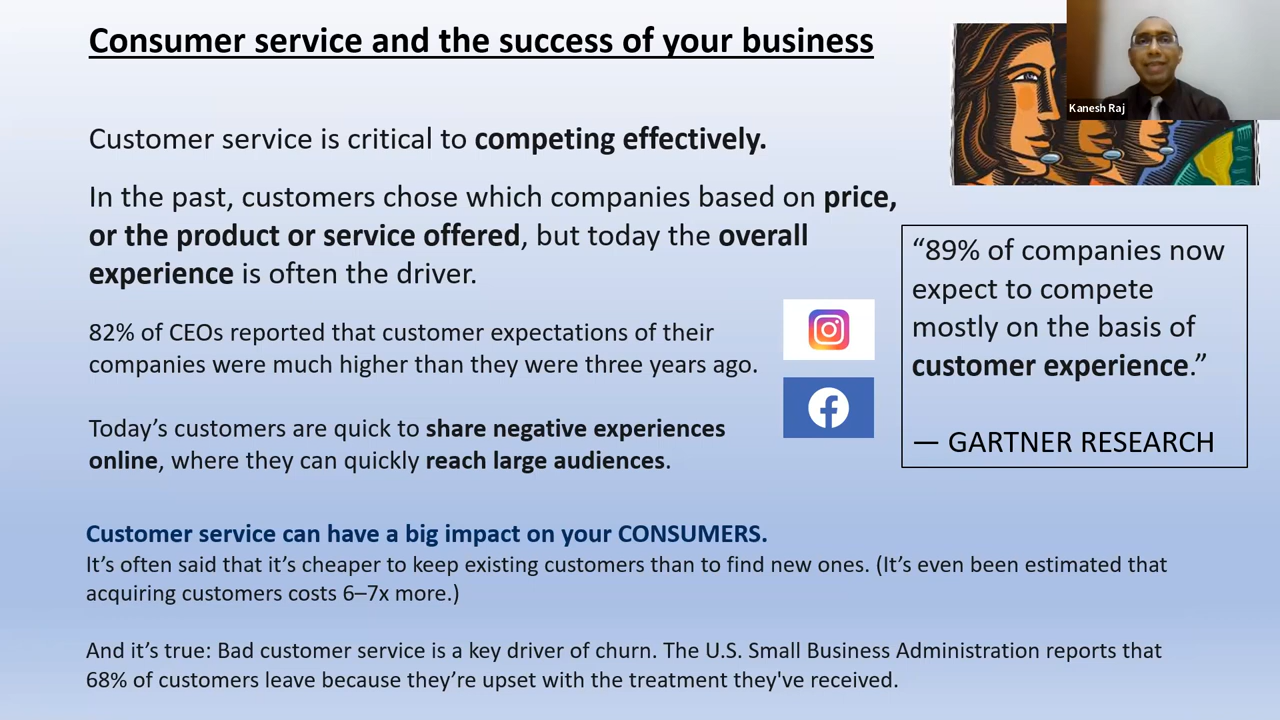 Consumer service and the success of your business
Kanesh Raj
Customer service is critical to competing effectively.
In the past, customers chose which companies based on price,
or the product or service offered, but today the overall
experience is often the driver.
82% of CEOs reported that customer expectations of their
companies were much higher than they were three years ago.
Today’s customers are quick to share negative experiences
online, where they can quickly reach large audiences.
“89% of companies now
expect to compete
mostly on the basis of
customer experience.”
— GARTNER RESEARCH
Customer service can have a big impact on your CONSUMERS.
It’s often said that it’s cheaper to keep existing customers than to find new ones. (It’s even been estimated that
acquiring customers costs 6–7x more.)
And it’s true: Bad customer service is a key driver of churn. The U.S. Small Business Administration reports that
68% of customers leave because they’re upset with the treatment they've received.